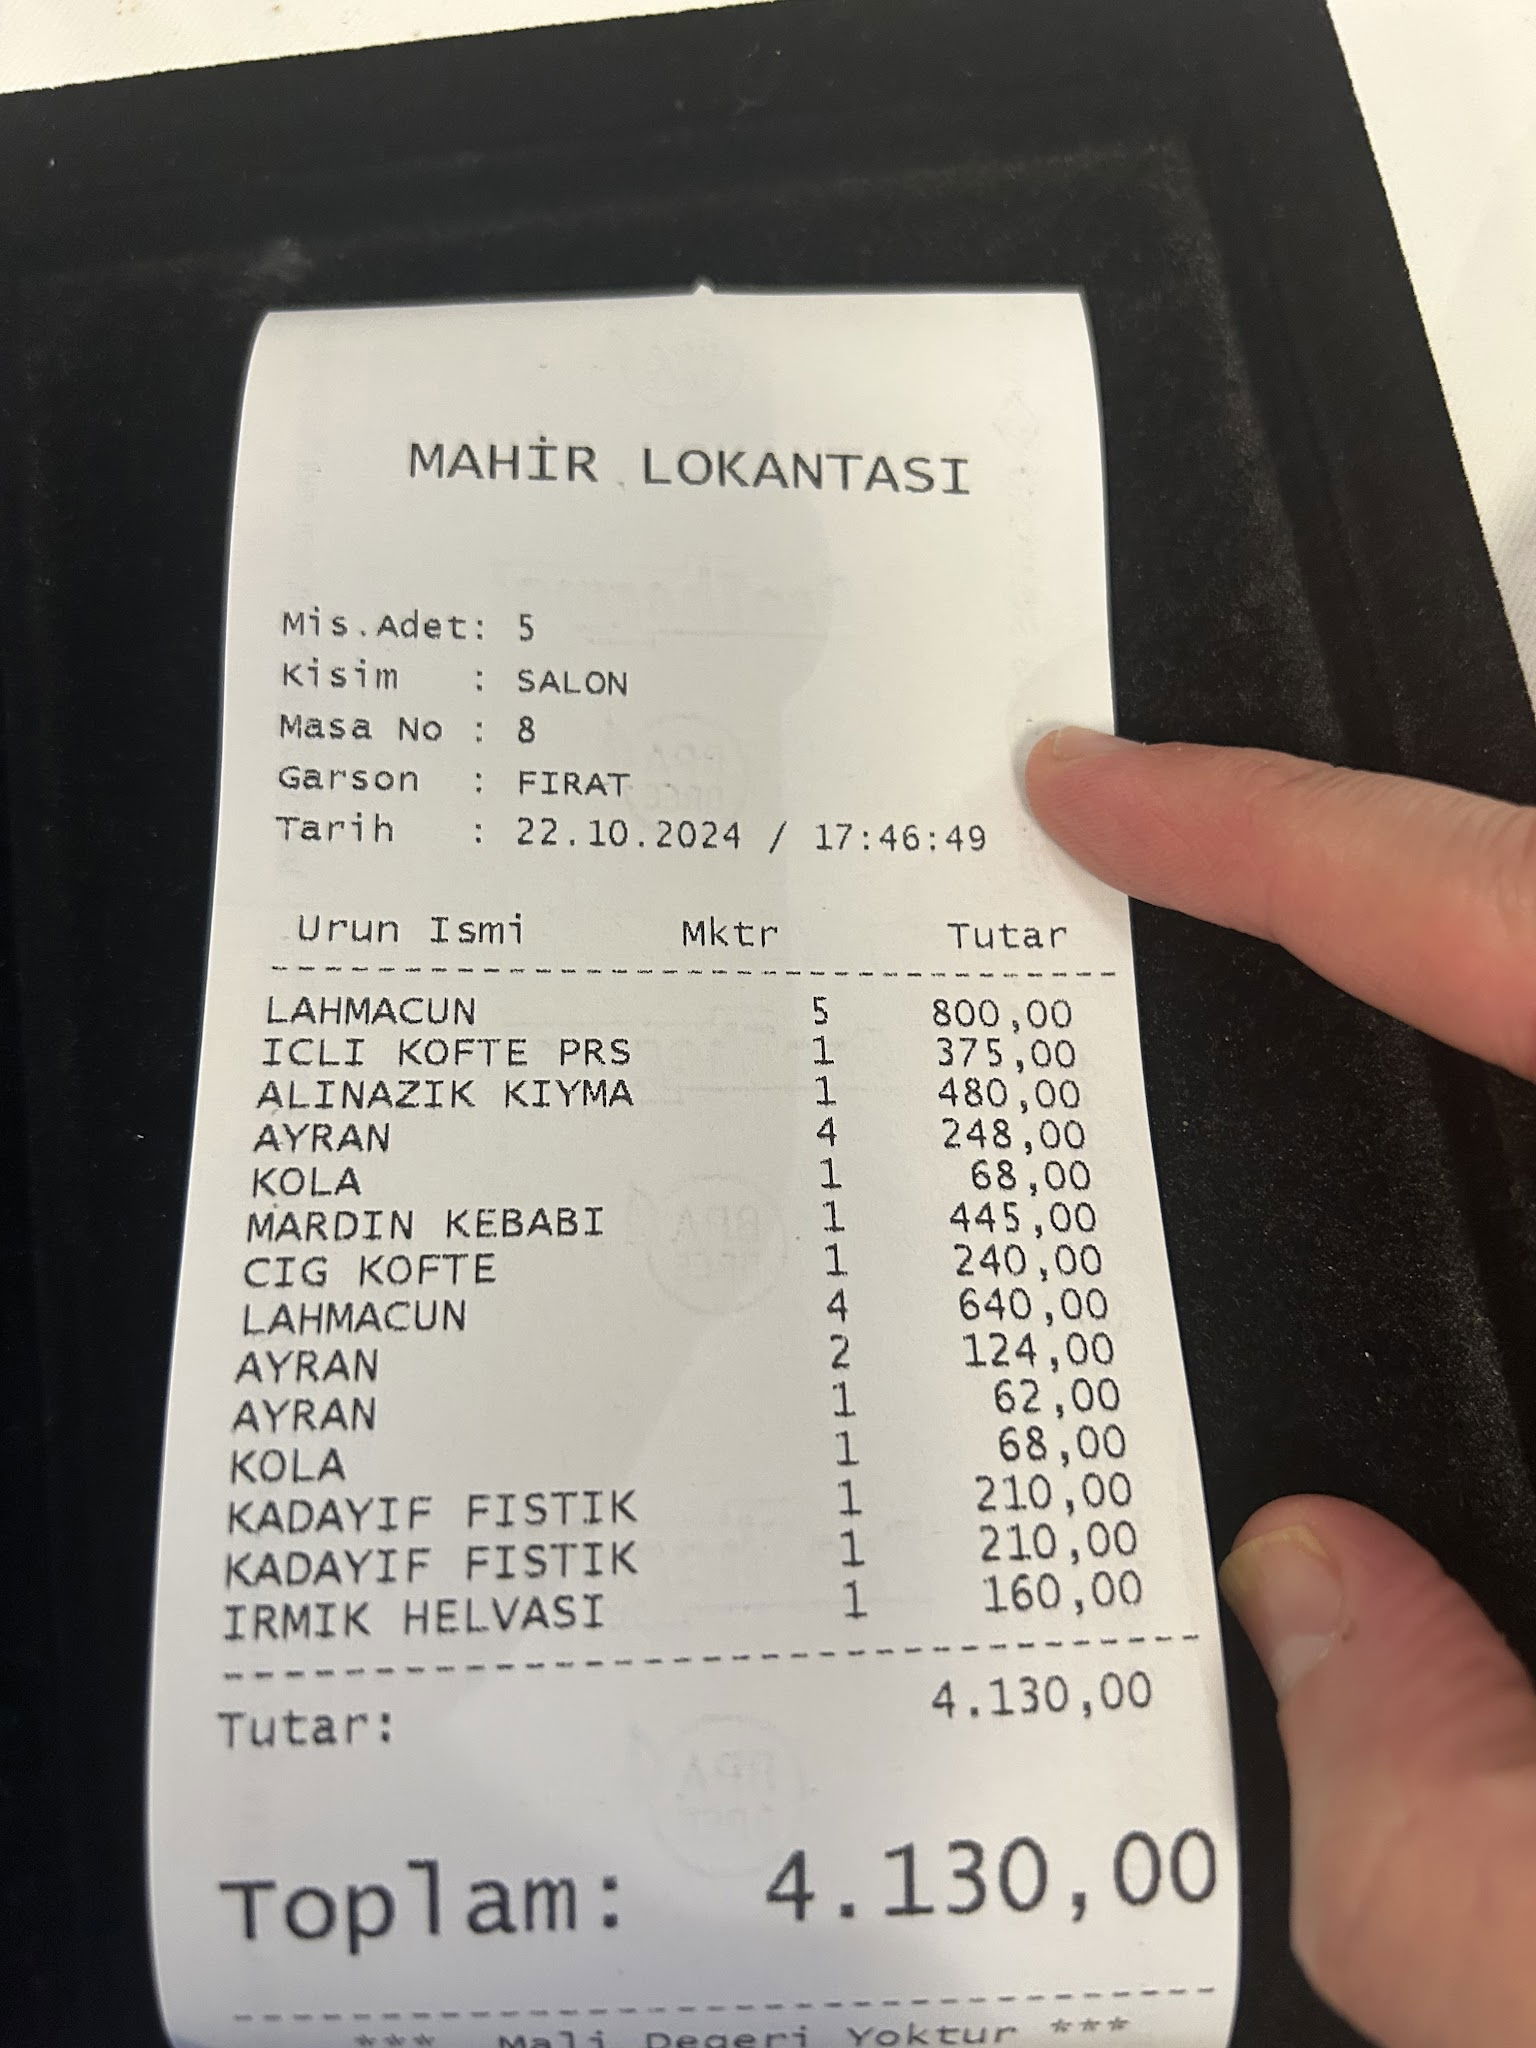 MAHİR LOKANTASI
Mis.Adet: 5
Kisim : SALON
Masa No : 8
Garson : FIRAT
Tarih : 22.10.2024 / 17:46:49
Urun Ismi Mktr Tutar
LAHMACUN 5 800,00
ICLI KOFTE PRS 1 375,00
ALINAZIK KIYMA 1 480,00
AYRAN 4 248,00
KOLA 1 68,00
MARDIN KEBABI 1 445,00
CIG KOFTE 1 240,00
LAHMACUN 4 640,00
AYRAN 2 124,00
AYRAN 1 62,00
KOLA 1 68,00
KADAYIF FISTIK 1 210,00
KADAYIF FISTIK 1 210,00
IRMIK HELVASI 1 160,00
Tutar: 4.130,00
Toplam: 4.130,00
*** Mali Degeri Yoktur ***